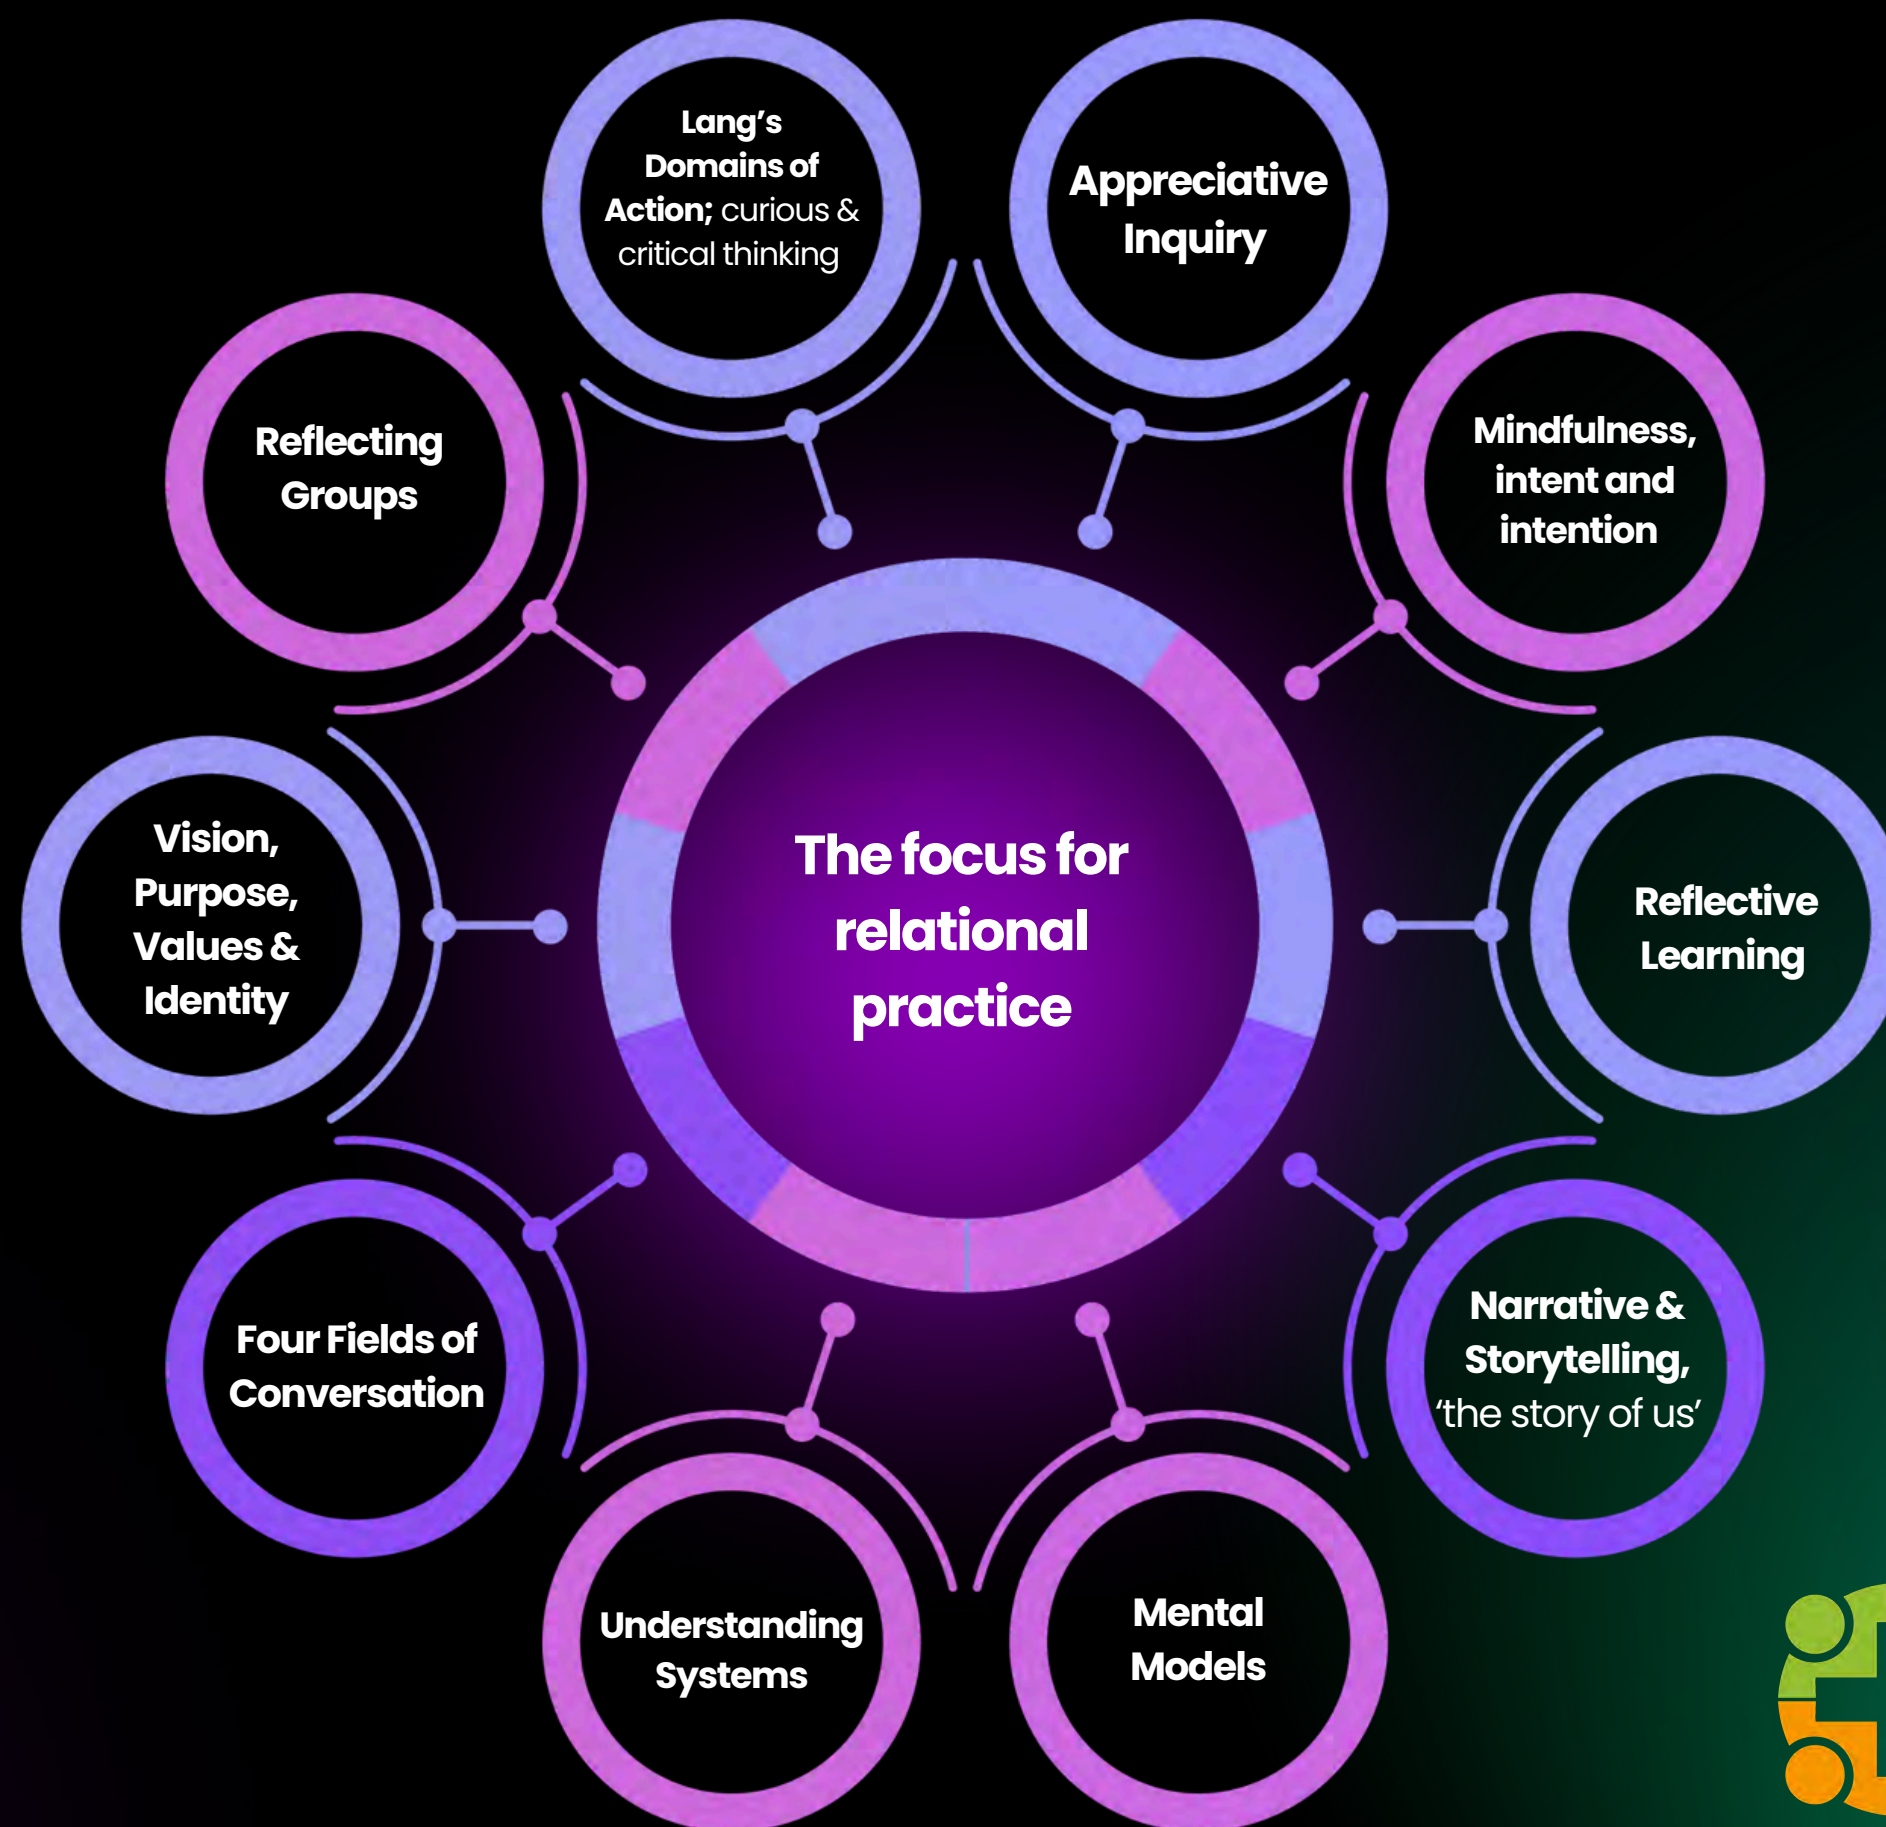 Lang’s
Domains of
Action; curious &
critical thinking
Appreciative
Inquiry
Mindfulness,
intent and
intention
Reflective
Learning
Narrative &
Storytelling,
‘the story of us’
Mental
Models
Understanding
Systems
Four Fields of
Conversation
Vision,
Purpose,
Values &
Identity
Reflecting
Groups
The focus for
relational
practice